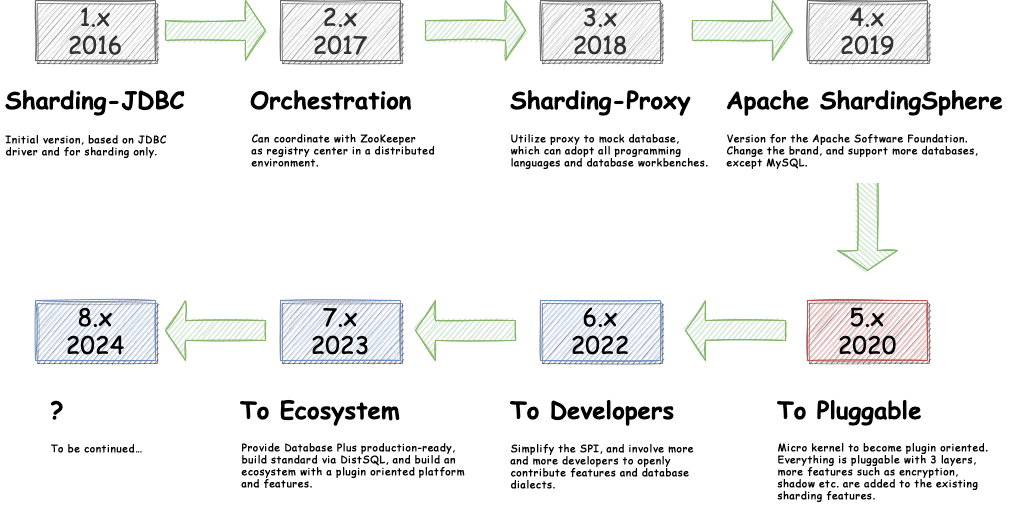 1.x
2016
2.x
2017
3.x
2018
4.x
2019
Sharding-JDBC
Orchestration
Sharding-Proxy
Apache ShardingSphere
Initial version, based on JDBC
driver and for sharding only.
Can coordinate with ZooKeeper
as registry center in a distributed
environment.
Utilize proxy to mock database,
which can adopt all programming
languages and database workbenches.
Version for the Apache Software Foundation.
Change the brand, and support more databases,
except MySQL.
8.x
2024
7.x
2023
6.x
2022
5.x
2020
?
To Ecosystem
To Developers
To Pluggable
To be continued…
Provide Database Plus production-ready,
build standard via DistSQL, and build an
ecosystem with a plugin oriented platform
and features.
Simplify the SPI, and involve more
and more developers to openly
contribute features and database
dialects.
Micro kernel to become plugin oriented.
Everything is pluggable with 3 layers,
more features such as encryption,
shadow etc. are added to the existing
sharding features.